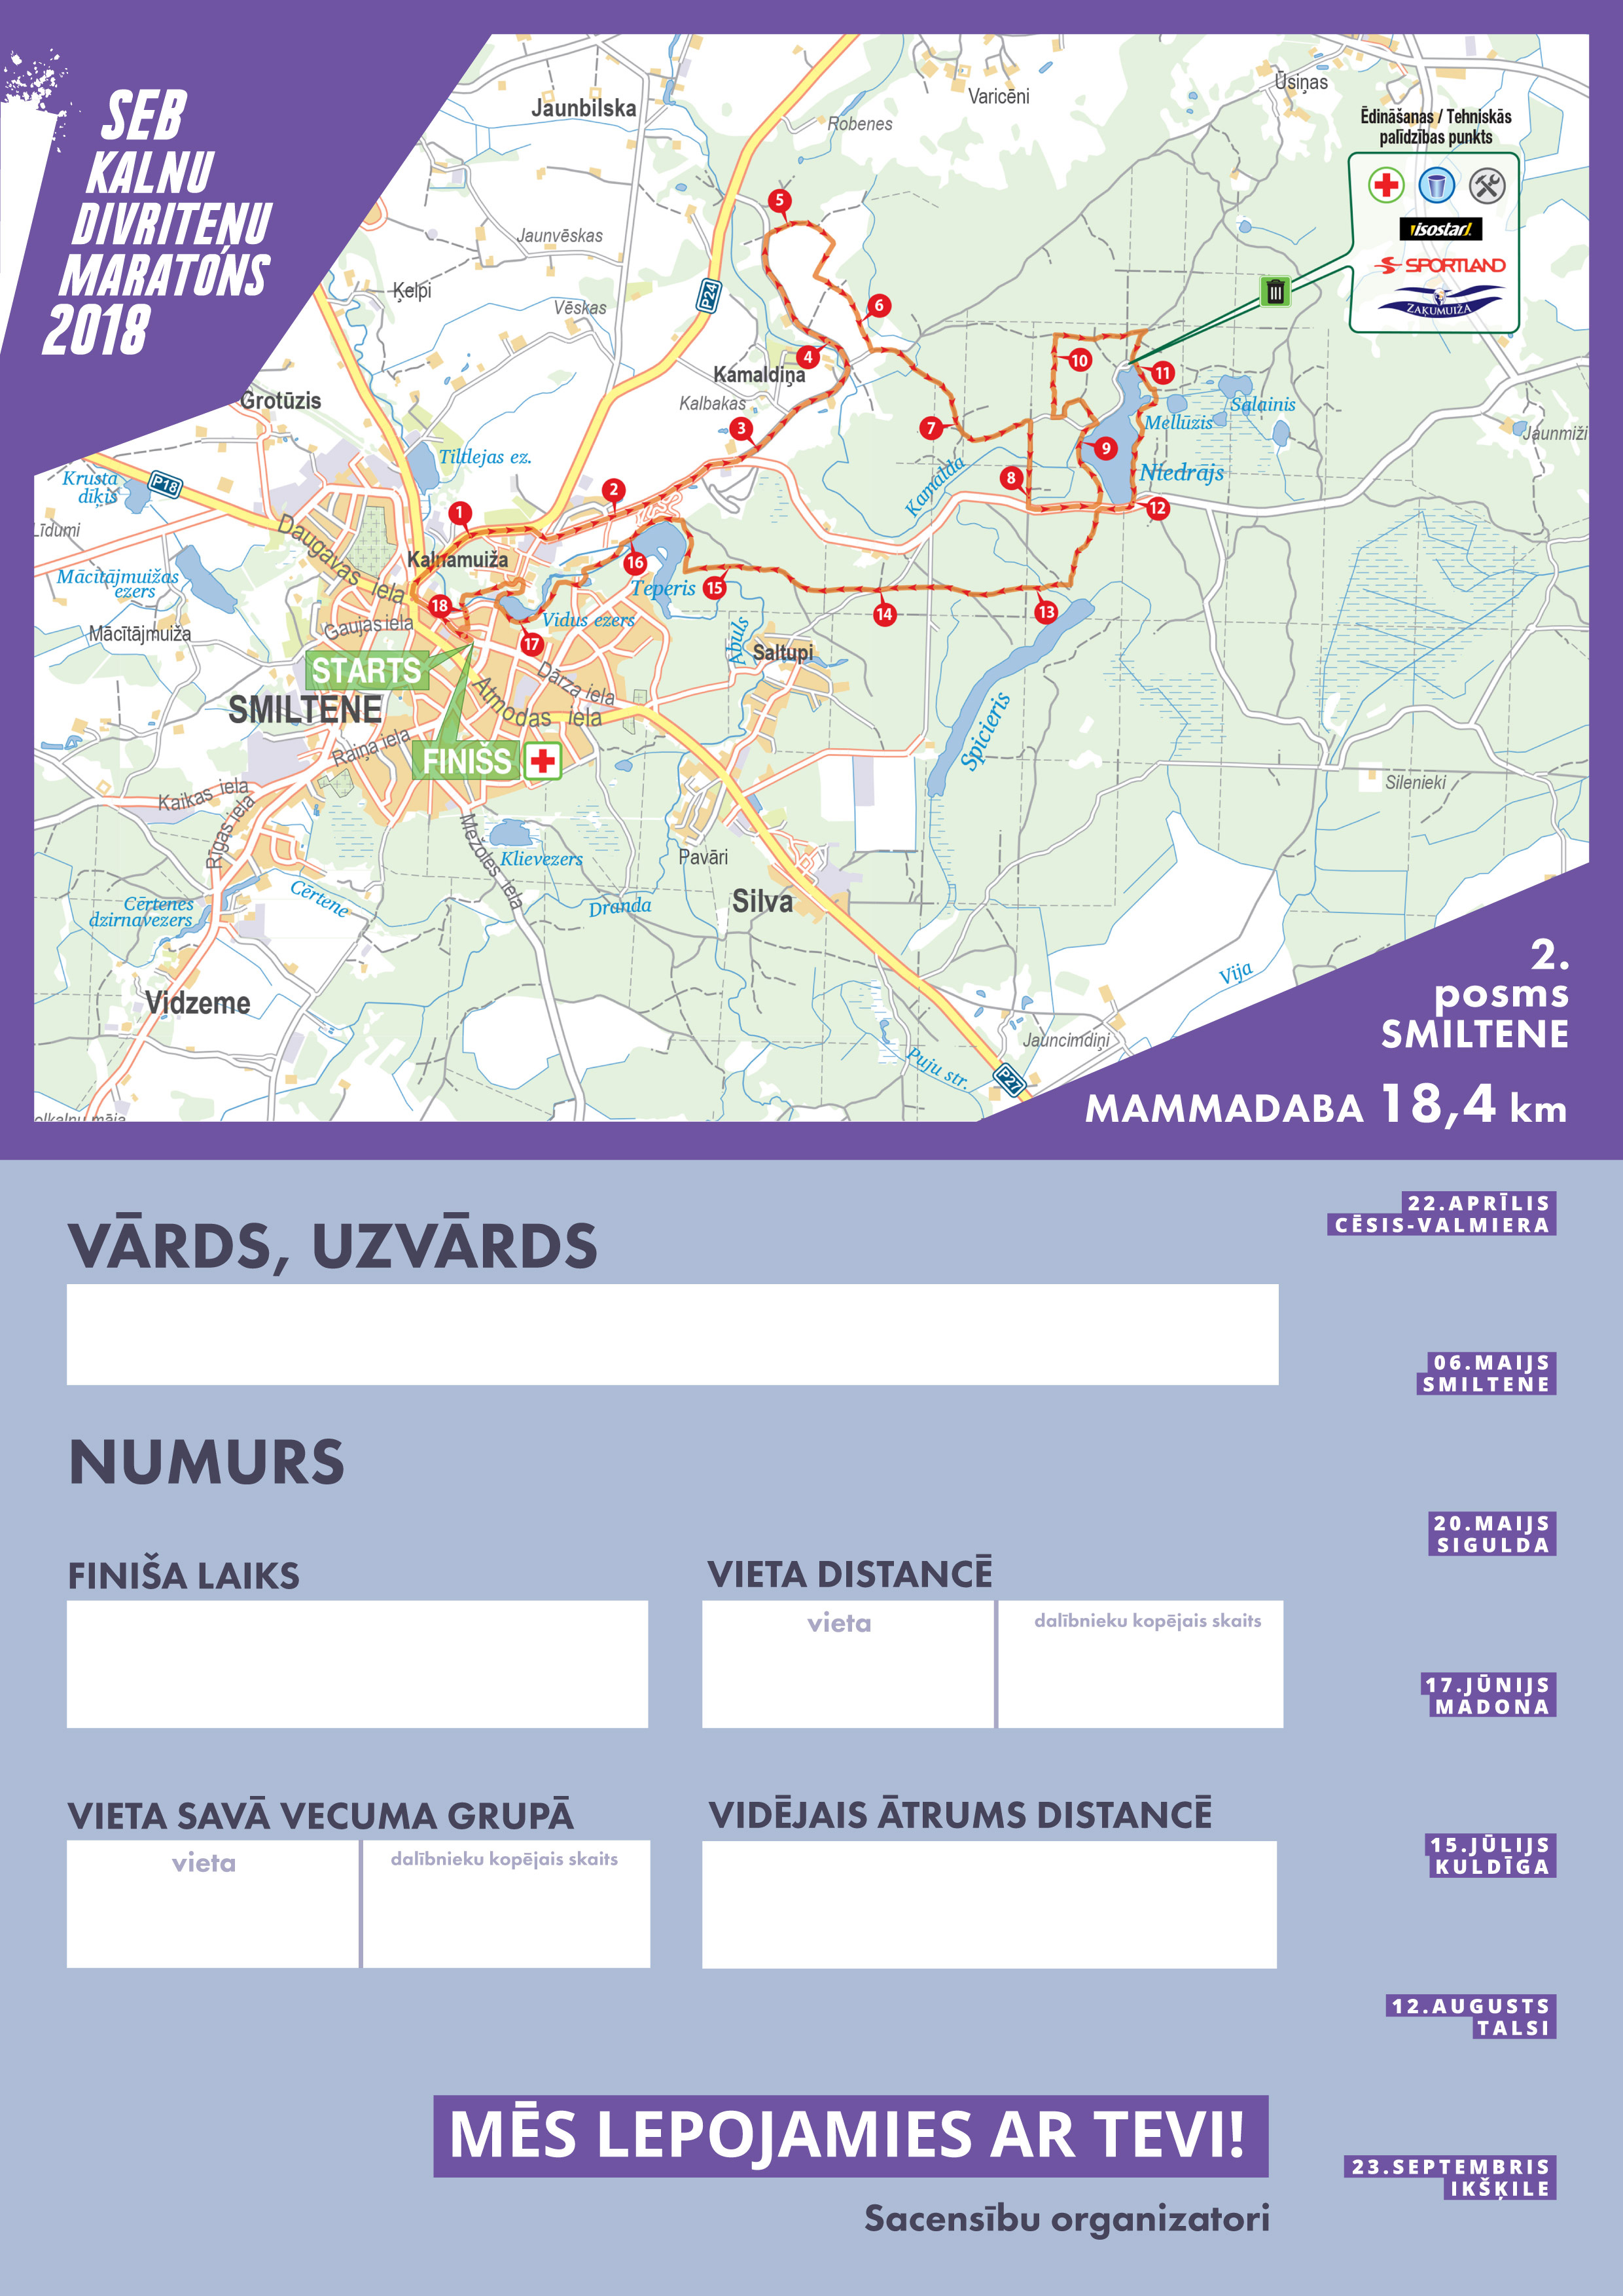 SEB
KALNU
DIVRITEŅU
MARATONS
2018
Jaunbilska
Varicēni
Ūsiņas
Robenes
Ēdināšanas / Tehniskās
palīdzības punkts
isostar
SPORTLAND
ZAĶUMUIŽA
Jaunvēskas
Ķelpi
Vēskas
P24
5
6
4
10
11
Kamaldiņa
Kalbakas
Grotūzis
3
7
9
Mellūzis
Salainis
Jaunmiži
Tiltlejas ez.
Krusta
dīķis
P18
Niedrājs
Kamalda
8
12
2
1
Līdumi
Daugavas iela
Kalnamuiža
16
Teperis
15
14
13
Mācītājmuižas
ezers
18
Gaujas iela
Vidus ezers
17
Mācītājmuiža
Abuls
Saltupi
STARTS
Dārza iela
SMILTENE
Atmodas iela
Spicieris
Raiņa iela
FINIŠS
Silenieki
Kaikas iela
Rīgas iela
Mežoles iela
Klievezers
Pavāri
Cērtene
Cērtenes
dzirnavezers
Dranda
Silva
Vija
Vidzeme
Jauncimdiņi
Puju str.
P27
olkalnu māja
2.
posms
SMILTENE
MAMMADABA 18,4 km
VĀRDS, UZVĀRDS
22.APRĪLIS
CĒSIS-VALMIERA
06.MAIJS
SMILTENE
NUMURS
20.MAIJS
SIGULDA
FINIŠA LAIKS
VIETA DISTANCĒ
vieta
dalībnieku kopējais skaits
17.JŪNIJS
MADONA
VIETA SAVĀ VECUMA GRUPĀ
vieta
dalībnieku kopējais skaits
VIDĒJAIS ĀTRUMS DISTANCĒ
15.JŪLIJS
KULDĪGA
12.AUGUSTS
TALSI
MĒS LEPOJAMIES AR TEVI!
23.SEPTEMBRIS
IKŠĶILE
Sacensību organizatori